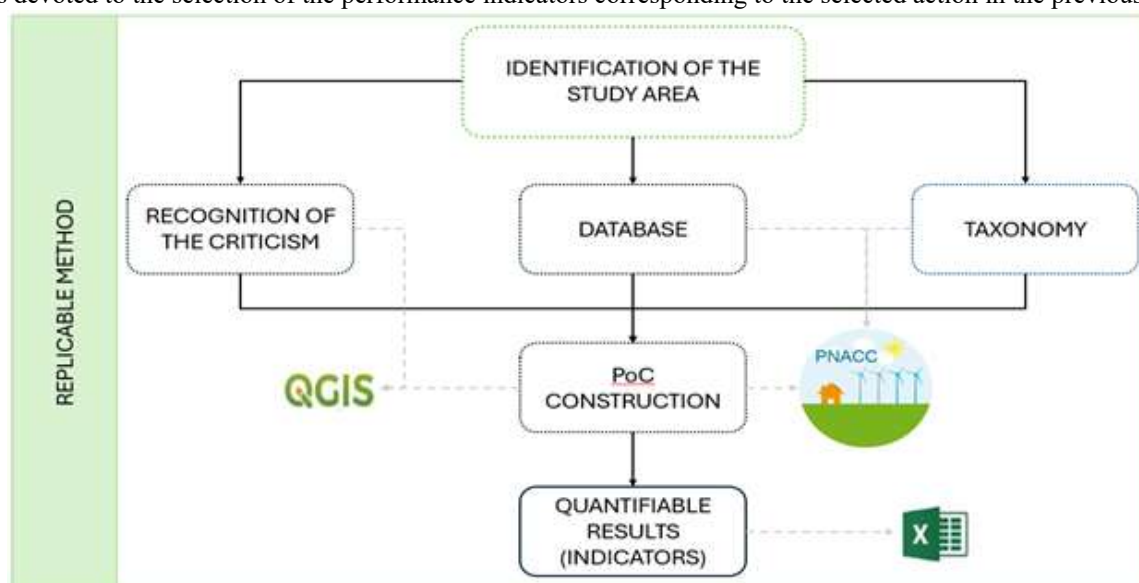 s devoted to the selection of the performance indicators corresponding to the selected action in the previous
REPLICABLE METHOD
IDENTIFICATION OF THE
STUDY AREA
RECOGNITION OF
THE CRITICISM
DATABASE
TAXONOMY
QGIS
PoC
CONSTRUCTION
PNACC
QUANTIFIABLE
RESULTS
(INDICATORS)
X